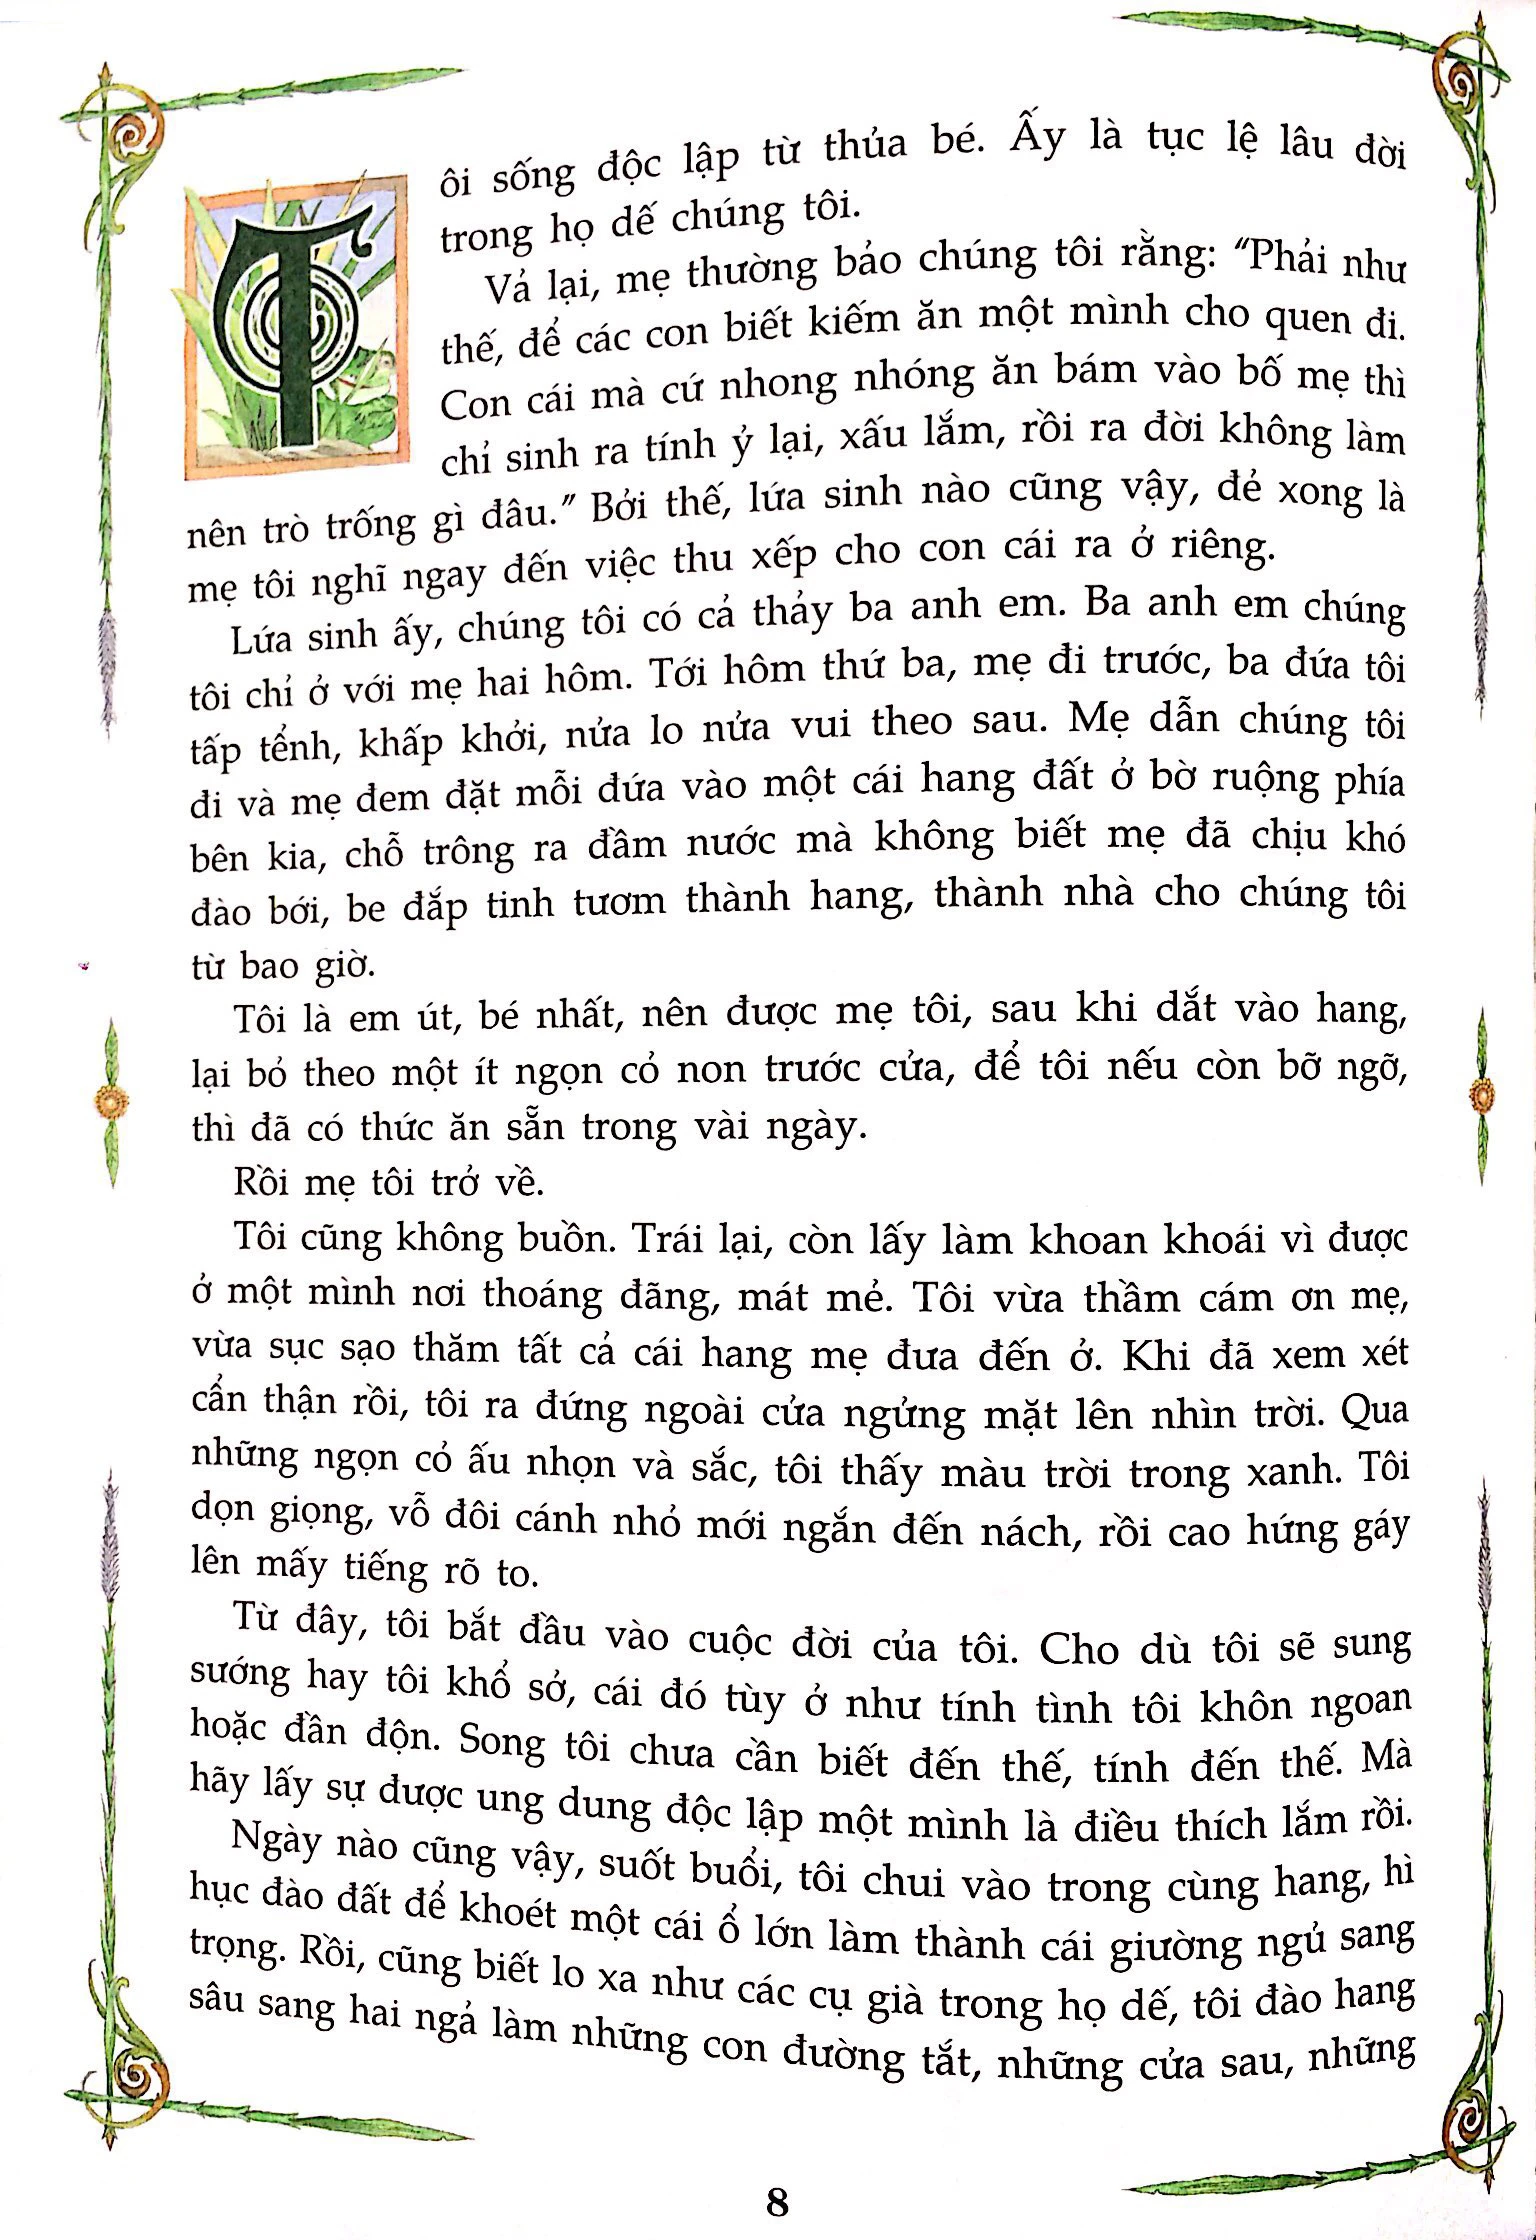 Tôi sống độc lập từ thủa bé. Ấy là tục lệ lâu đời
trong họ dế chúng tôi.
Vả lại, mẹ thường bảo chúng tôi rằng: "Phải như
thế, để các con biết kiếm ăn một mình cho quen đi.
Con cái mà cứ nhong nhóng ăn bám vào bố mẹ thì
chỉ sinh ra tính ỷ lại, xấu lắm, rồi ra đời không làm
nên trò trống gì đâu." Bởi thế, lứa sinh nào cũng vậy, đẻ xong là
mẹ tôi nghĩ ngay đến việc thu xếp cho con cái ra ở riêng.
Lứa sinh ấy, chúng tôi có cả thảy ba anh em. Ba anh em chúng
tôi chỉ ở với mẹ hai hôm. Tới hôm thứ ba, mẹ đi trước, ba đứa tôi
tấp tểnh, khấp khởi, nửa lo nửa vui theo sau. Mẹ dẫn chúng tôi
đi và mẹ đem đặt mỗi đứa vào một cái hang đất ở bờ ruộng phía
bên kia, chỗ trông ra đầm nước mà không biết mẹ đã chịu khó
đào bới, be đắp tinh tươm thành hang, thành nhà cho chúng tôi
từ bao giờ.
Tôi là em út, bé nhất, nên được mẹ tôi, sau khi dắt vào hang,
lại bỏ theo một ít ngọn cỏ non trước cửa, để tôi nếu còn bỡ ngỡ,
thì đã có thức ăn sẵn trong vài ngày.
Rồi mẹ tôi trở về.
Tôi cũng không buồn. Trái lại, còn lấy làm khoan khoái vì được
ở một mình nơi thoáng đãng, mát mẻ. Tôi vừa thầm cám ơn mẹ,
vừa sục sạo thăm tất cả cái hang mẹ đưa đến ở. Khi đã xem xét
cẩn thận rồi, tôi ra đứng ngoài cửa ngửng mặt lên nhìn trời. Qua
những ngọn cỏ ấu nhọn và sắc, tôi thấy màu trời trong xanh. Tôi
dọn giọng, vỗ đôi cánh nhỏ mới ngắn đến nách, rồi cao hứng gáy
lên mấy tiếng rõ to.
Từ đây, tôi bắt đầu vào cuộc đời của tôi. Cho dù tôi sẽ sung
sướng hay tôi khổ sở, cái đó tùy ở như tính tình tôi khôn ngoan
hoặc đần độn. Song tôi chưa cần biết đến thế, tính đến thế. Mà
hãy lấy sự được ung dung độc lập một mình là điều thích lắm rồi.
Ngày nào cũng vậy, suốt buổi, tôi chui vào trong cùng hang, hì
hục đào đất để khoét một cái ổ lớn làm thành cái giường ngủ sang
trọng. Rồi, cũng biết lo xa như các cụ già trong họ dế, tôi đào hang
sâu sang hai ngả làm những con đường tắt, những cửa sau, những
8